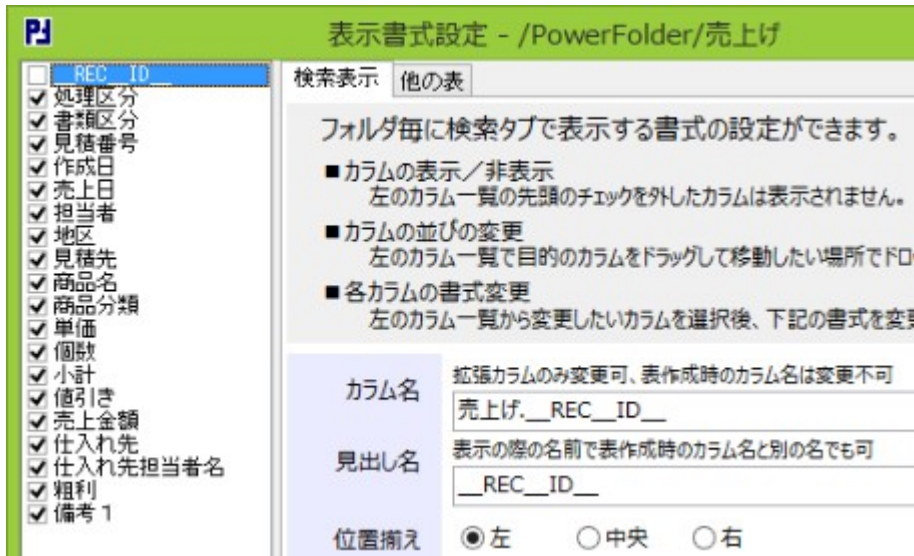 表示書式設定 - /PowerFolder/売上げ
__REC__ID__
処理区分
書類区分
見積番号
作成日
売上日
担当者
地区
見積先
商品名
商品分類
単価
個数
小計
値引き
売上金額
仕入れ先
仕入れ先担当者名
粗利
備考1
検索表示 他の表
フォルダ毎に検索タブで表示する書式の設定ができます。
■カラムの表示／非表示
左のカラム一覧の先頭のチェックを外したカラムは表示されません。
■カラムの並びの変更
左のカラム一覧で目的のカラムをドラッグして移動したい場所でドロ
■各カラムの書式変更
左のカラム一覧から変更したいカラムを選択後、下記の書式を変更
カラム名
拡張カラムのみ変更可、表作成時のカラム名は変更不可
売上げ.__REC__ID__
見出し名
表示の際の名前で表作成時のカラム名と別の名でも可
__REC__ID__
位置揃え 左 中央 右